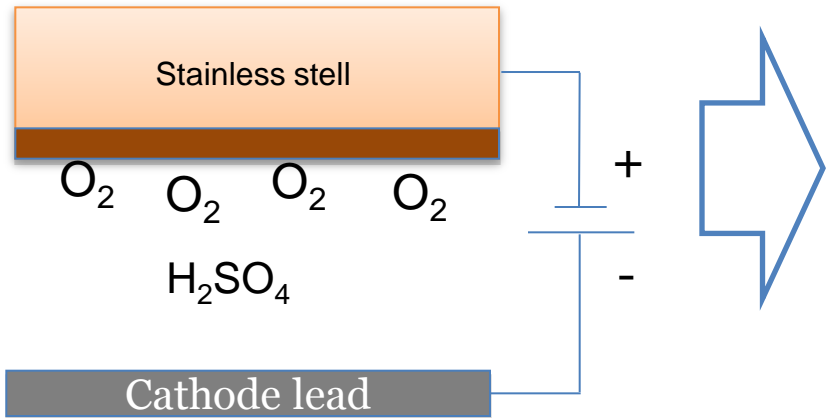 Stainless stell
+
O₂ O₂ O₂ O₂
H₂SO₄
-
Cathode lead